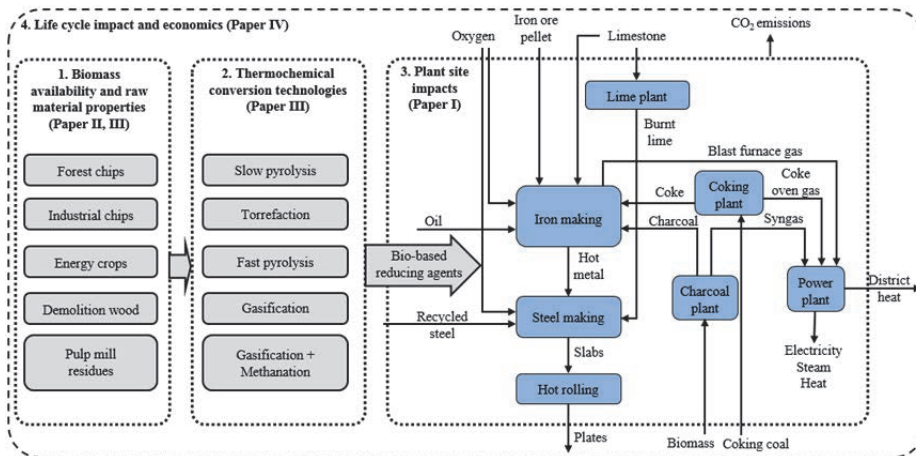 4. Life cycle impact and economics (Paper IV)
1. Biomass
availability and raw
material properties
(Paper II, III)
Forest chips
Industrial chips
Energy crops
Demolition wood
Pulp mill
residues
2. Thermochemical
conversion technologies
(Paper III)
Slow pyrolysis
Torrefaction
Fast pyrolysis
Gasification
Gasification +
Methanation
Bio-based
reducing agents
3. Plant site
impacts
(Paper I)
Oxygen
Iron ore
pellet
Limestone
CO₂ emissions
Lime plant
Burnt
lime
Blast furnace gas
Coke
Coking
plant
Coke
oven gas
Iron making
Charcoal
Syngas
Oil
Hot
metal
Charcoal
plant
Power
plant
District
heat
Recycled
steel
Steel making
Slabs
Electricity
Steam
Heat
Hot rolling
Plates
Biomass
Coking coal